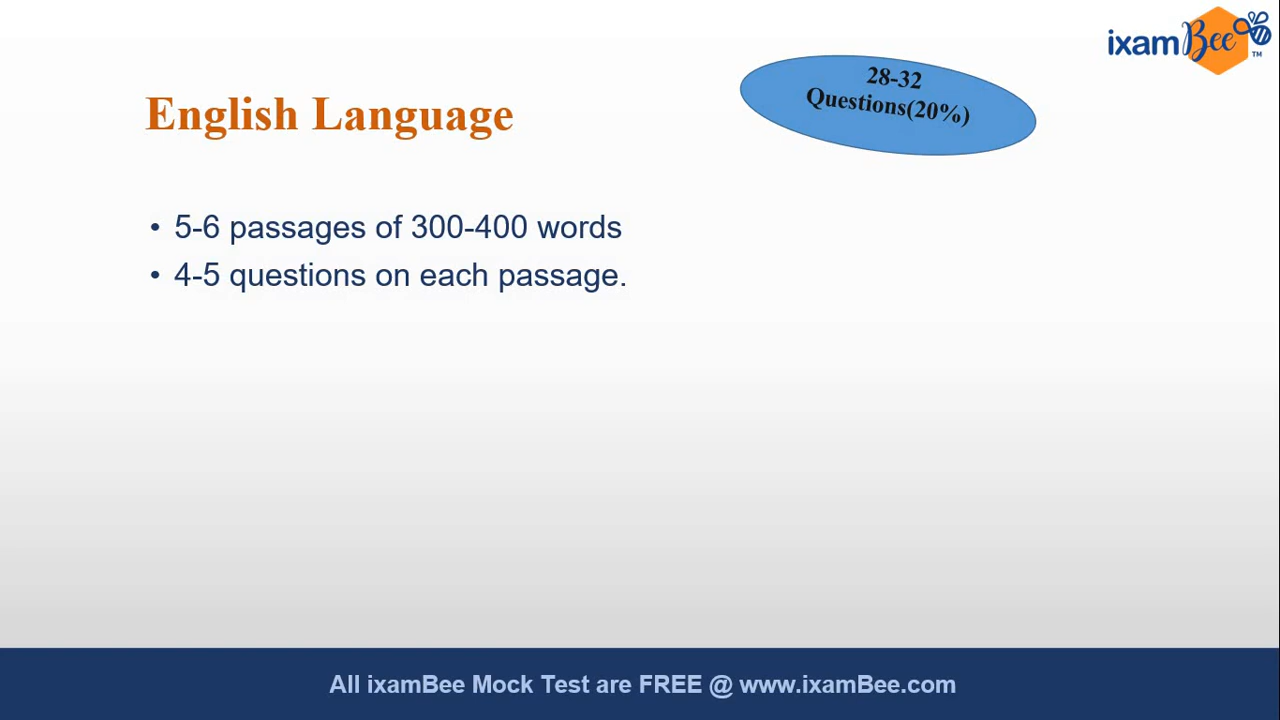 ixamBee™
28-32
Questions(20%)
English Language
• 5-6 passages of 300-400 words
• 4-5 questions on each passage.
All ixamBee Mock Test are FREE @ www.ixamBee.com